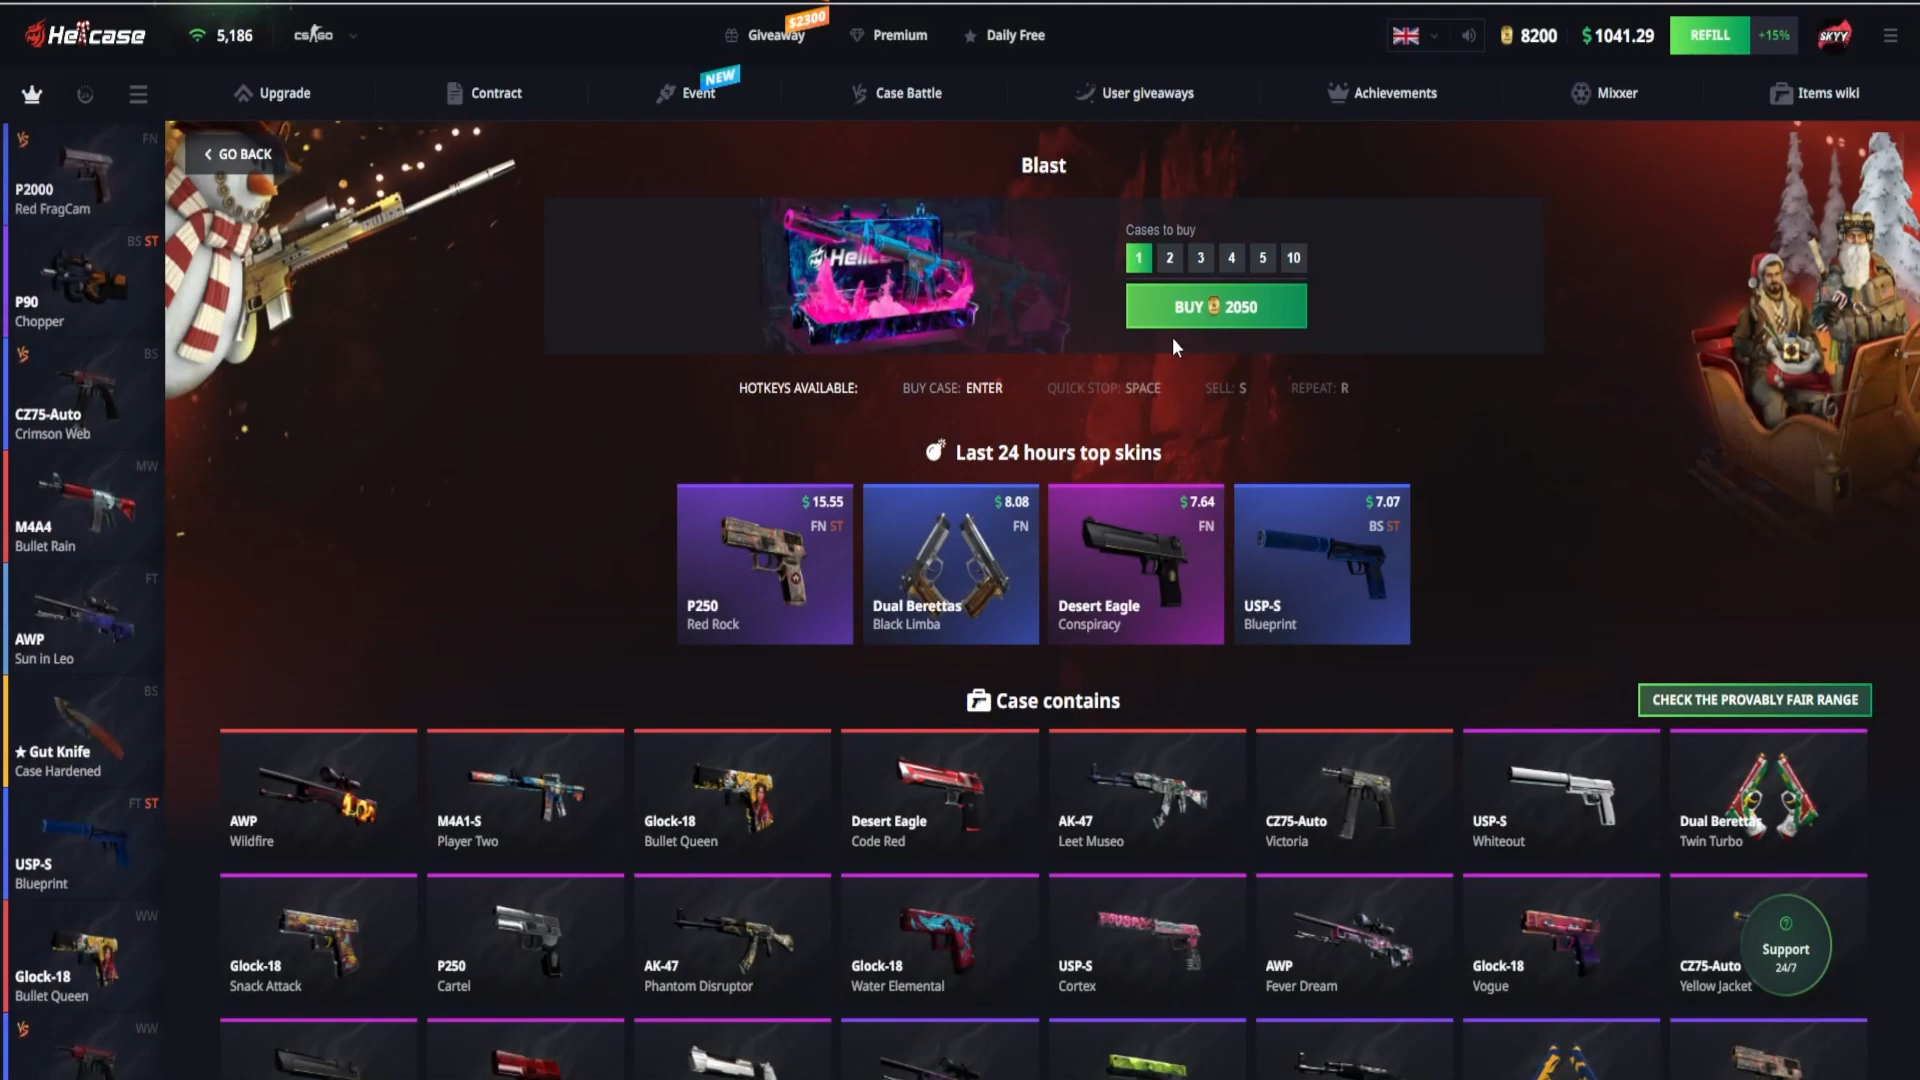 Hellcase
5,186
CS:GO
Giveaway
$2300
Premium
Daily Free
8200
$ 1041.29
REFILL
+15%
SKYY
Upgrade
Contract
Event
NEW
Case Battle
User giveaways
Achievements
Mixxer
Items wiki
FN
P2000
Red FragCam
BS ST
P90
Chopper
BS
CZ75-Auto
Crimson Web
MW
M4A4
Bullet Rain
FT
AWP
Sun in Leo
BS
★ Gut Knife
Case Hardened
FT ST
USP-S
Blueprint
WW
Glock-18
Bullet Queen
WW
GO BACK
Blast
Cases to buy
1 2 3 4 5 10
BUY 2050
HOTKEYS AVAILABLE: BUY CASE: ENTER QUICK STOP: SPACE SELL: S REPEAT: R
Last 24 hours top skins
$ 15.55
FN ST
P250
Red Rock
$ 8.08
FN
Dual Berettas
Black Limba
$ 7.64
FN
Desert Eagle
Conspiracy
$ 7.07
BS ST
USP-S
Blueprint
Case contains
CHECK THE PROVABLY FAIR RANGE
AWP
Wildfire
M4A1-S
Player Two
Glock-18
Bullet Queen
Desert Eagle
Code Red
AK-47
Leet Museo
CZ75-Auto
Victoria
USP-S
Whiteout
Dual Berettas
Twin Turbo
Glock-18
Snack Attack
P250
Cartel
AK-47
Phantom Disruptor
Glock-18
Water Elemental
USP-S
Cortex
AWP
Fever Dream
Glock-18
Vogue
CZ75-Auto
Yellow Jacket
Support
24/7